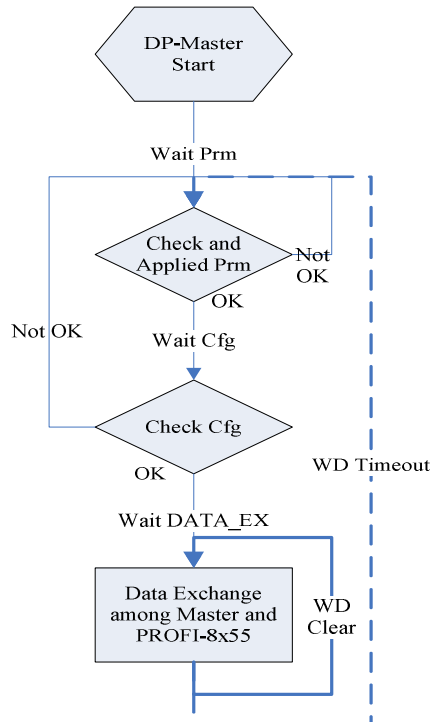 DP-Master
Start
Wait Prm
Check and
Applied Prm
Not
OK
OK
Wait Cfg
Not OK
Check Cfg
OK
WD Timeout
Wait DATA_EX
Data Exchange
among Master and
PROFI-8x55
WD
Clear